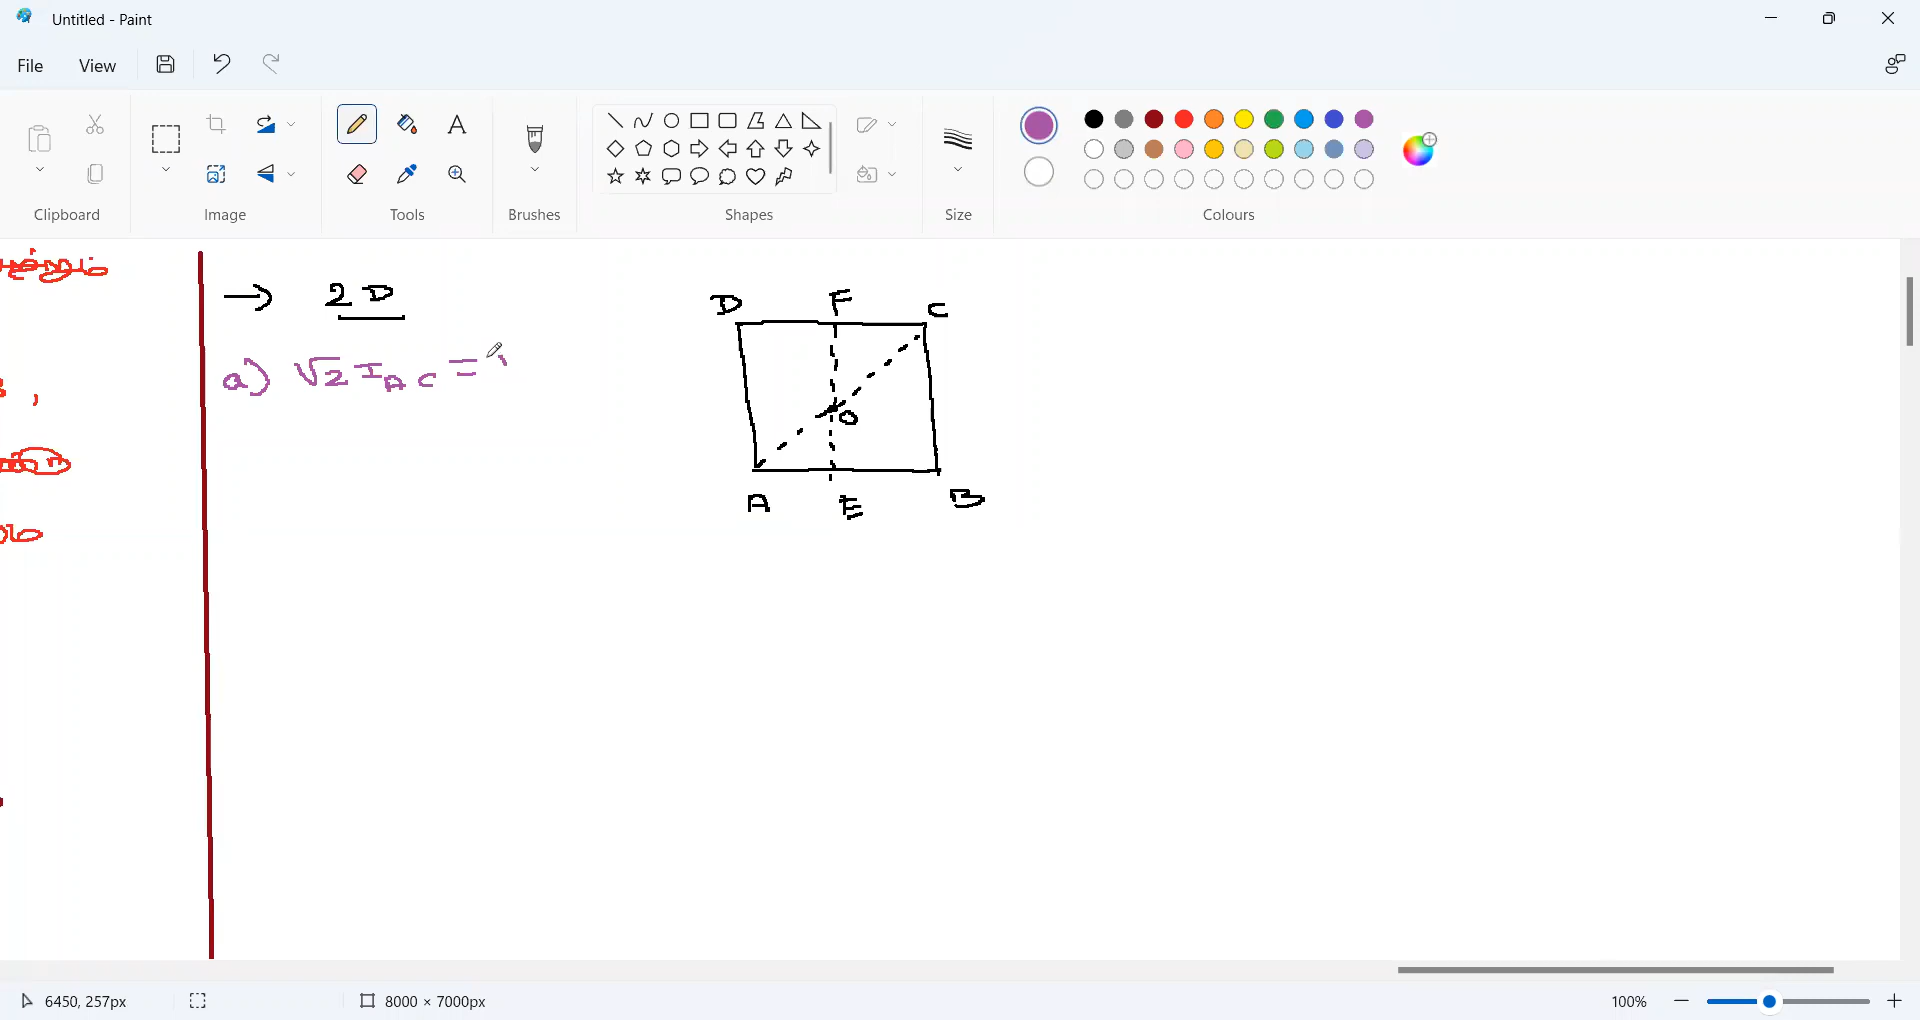 Untitled - Paint
File View
Clipboard Image Tools Brushes Shapes Size Colours
→ 2D
a) √2 I_AC =
D F C
O
A E B
6450, 257px 8000 × 7000px 100%